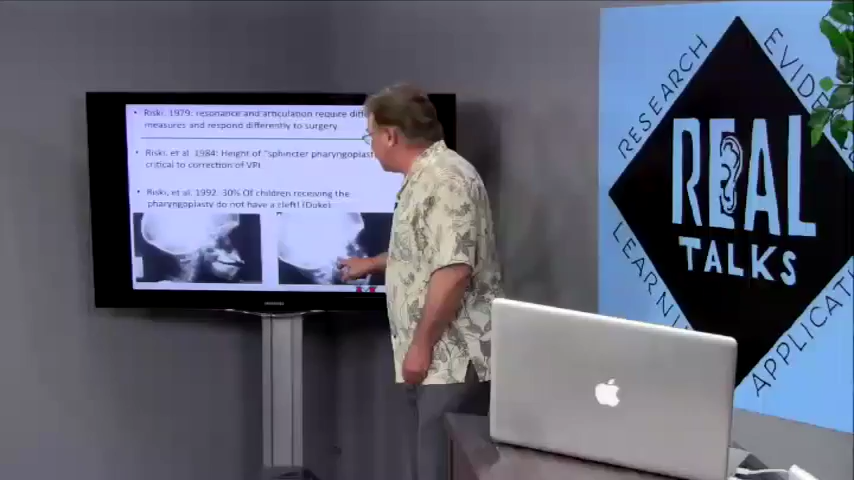 • Riski. 1979: resonance and articulation require
measures and respond differently to surgery.
• Riski. et al 1984: Height of "sphincter pharyngoplast
critical to correction of VPI
• Riski, et al. 1992. 30% Of children receiving the
pharyngoplasty do not have a cleft! (Duke)
RESEARCH
EVIDE
REAL
TALKS
LEARNIN
APPLICATION